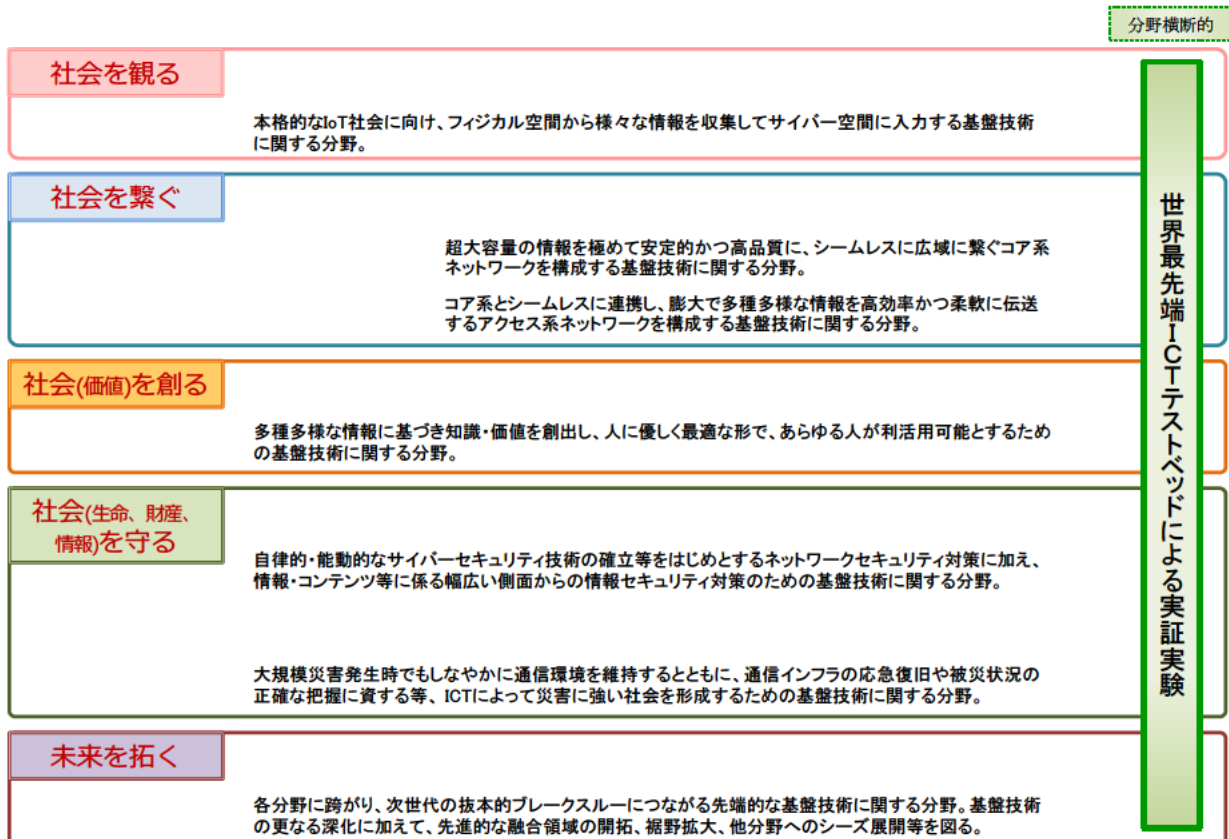 分野横断的
社会を観る
本格的なIoT社会に向け、フィジカル空間から様々な情報を収集してサイバー空間に入力する基盤技術
に関する分野。
社会を繋ぐ
超大容量の情報を極めて安定的かつ高品質に、シームレスに広域に繋ぐコア系
ネットワークを構成する基盤技術に関する分野。
コア系とシームレスに連携し、膨大で多種多様な情報を高効率かつ柔軟に伝送
するアクセス系ネットワークを構成する基盤技術に関する分野。
社会(価値)を創る
多種多様な情報に基づき知識・価値を創出し、人に優しく最適な形で、あらゆる人が利活用可能とするため
の基盤技術に関する分野。
社会(生命、財産、
情報)を守る
自律的・能動的なサイバーセキュリティ技術の確立等をはじめとするネットワークセキュリティ対策に加え、
情報・コンテンツ等に係る幅広い側面からの情報セキュリティ対策のための基盤技術に関する分野。
大規模災害発生時でもしなやかに通信環境を維持するとともに、通信インフラの応急復旧や被災状況の
正確な把握に資する等、ICTによって災害に強い社会を形成するための基盤技術に関する分野。
未来を拓く
各分野に跨がり、次世代の抜本的ブレークスルーにつながる先端的な基盤技術に関する分野。基盤技術
の更なる深化に加えて、先進的な融合領域の開拓、裾野拡大、他分野へのシーズ展開等を図る。
世界最先端ICTテストベッドによる実証実験